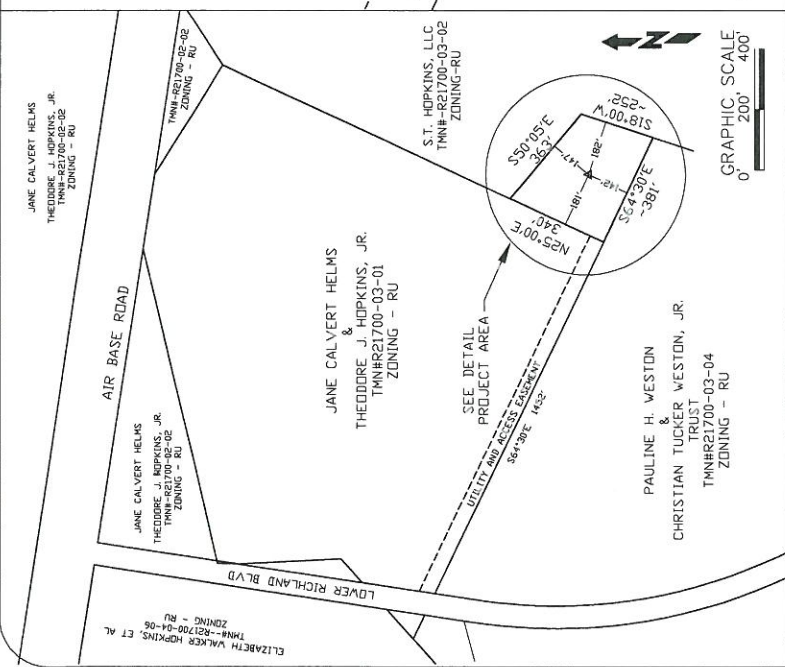 JANE CALVERT HELMS
THEODORE J. HOPKINS, JR.
TMN#-R21700-02-02
ZONING - RU
TMN#-R21700-02-02
ZONING - RU
AIR BASE ROAD
S.T. HOPKINS, LLC
TMN#-R21700-03-02
ZONING-RU
N
GRAPHIC SCALE
0' 200' 400'
JANE CALVERT HELMS
THEODORE J. HOPKINS, JR.
TMN#-R21700-02-02
ZONING - RU
JANE CALVERT HELMS
&
THEODORE J. HOPKINS, JR.
TMN#R21700-03-01
ZONING - RU
S50°05'E
363'
S18°00'W
~252'
147'
182'
181'
142'
N25°00'E
340'
S64°30'E
~381'
SEE DETAIL
PROJECT AREA
UTILITY AND ACCESS EASEMENT
S64°30'E 1452'
LOWER RICHLAND BLVD
PAULINE H. WESTON
&
CHRISTIAN TUCKER WESTON, JR.
TRUST
TMN#R21700-03-04
ZONING - RU
ELIZABETH WALKER HOPKINS, ET AL
TMN#--R21700-04-06
ZONING - RU